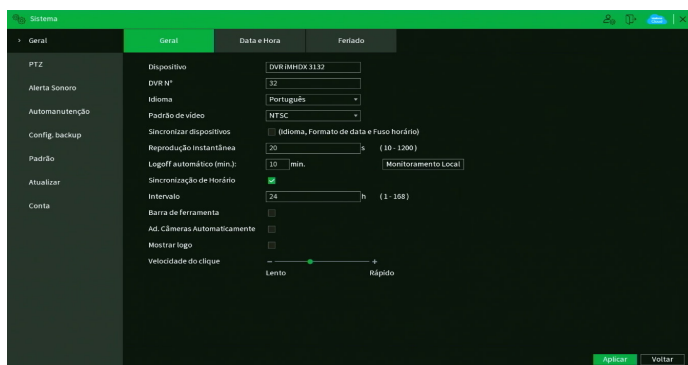 Sistema
Geral
PTZ
Alerta Sonoro
Automanutenção
Config. backup
Padrão
Atualizar
Conta
Geral Data e Hora Feriado
Dispositivo DVR iMHDX 3132
DVR N° 32
Idioma Português
Padrão de vídeo NTSC
Sincronizar dispositivos (Idioma, Formato de data e Fuso horário)
Reprodução Instantânea 20 s (10 - 1200)
Logoff automático (min.): 10 min. Monitoramento Local
Sincronização de Horário
Intervalo 24 h (1 - 168)
Barra de ferramenta
Ad. Câmeras Automaticamente
Mostrar logo
Velocidade do clique - +
Lento Rápido
Aplicar Voltar